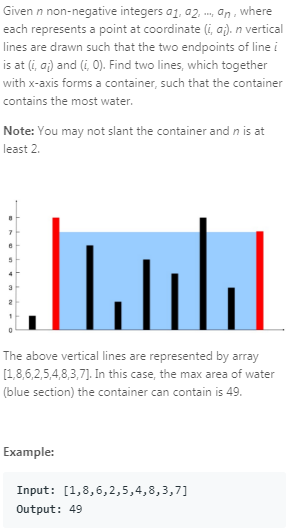 Given n non-negative integers a1, a2, ..., an , where
each represents a point at coordinate (i, ai). n vertical
lines are drawn such that the two endpoints of line i
is at (i, ai) and (i, 0). Find two lines, which together
with x-axis forms a container, such that the container
contains the most water.
Note: You may not slant the container and n is at
least 2.
8
7
6
5
4
3
2
1
0
The above vertical lines are represented by array
[1,8,6,2,5,4,8,3,7]. In this case, the max area of water
(blue section) the container can contain is 49.
Example:
Input: [1,8,6,2,5,4,8,3,7]
Output: 49